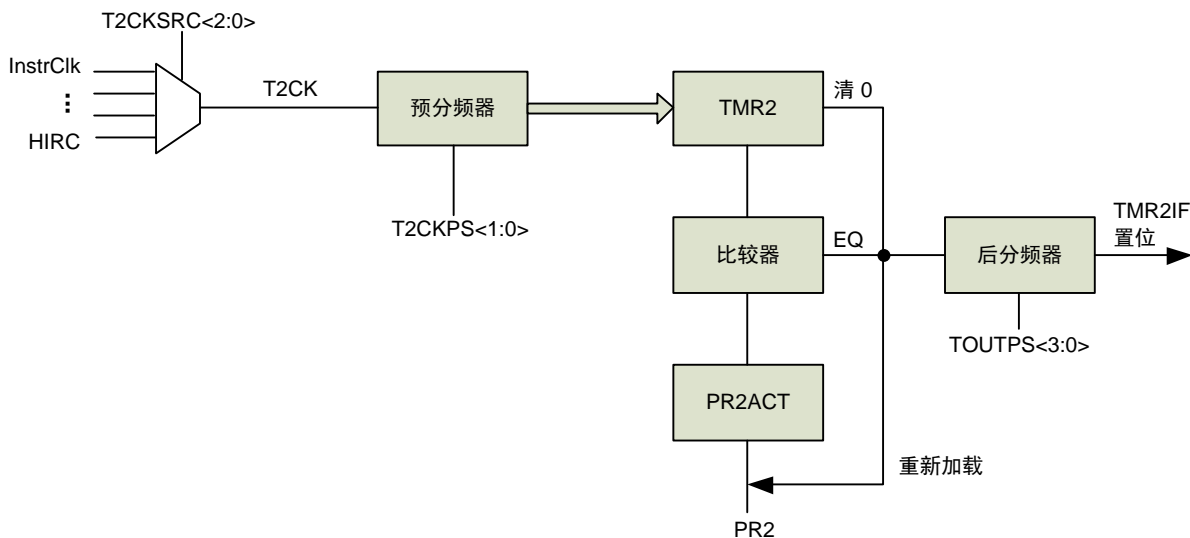 T2CKSRC<2:0>
InstrClk
HIRC
T2CK
预分频器
T2CKPS<1:0>
TMR2
清 0
比较器
EQ
后分频器
TMR2IF
置位
TOUTPS<3:0>
PR2ACT
重新加载
PR2